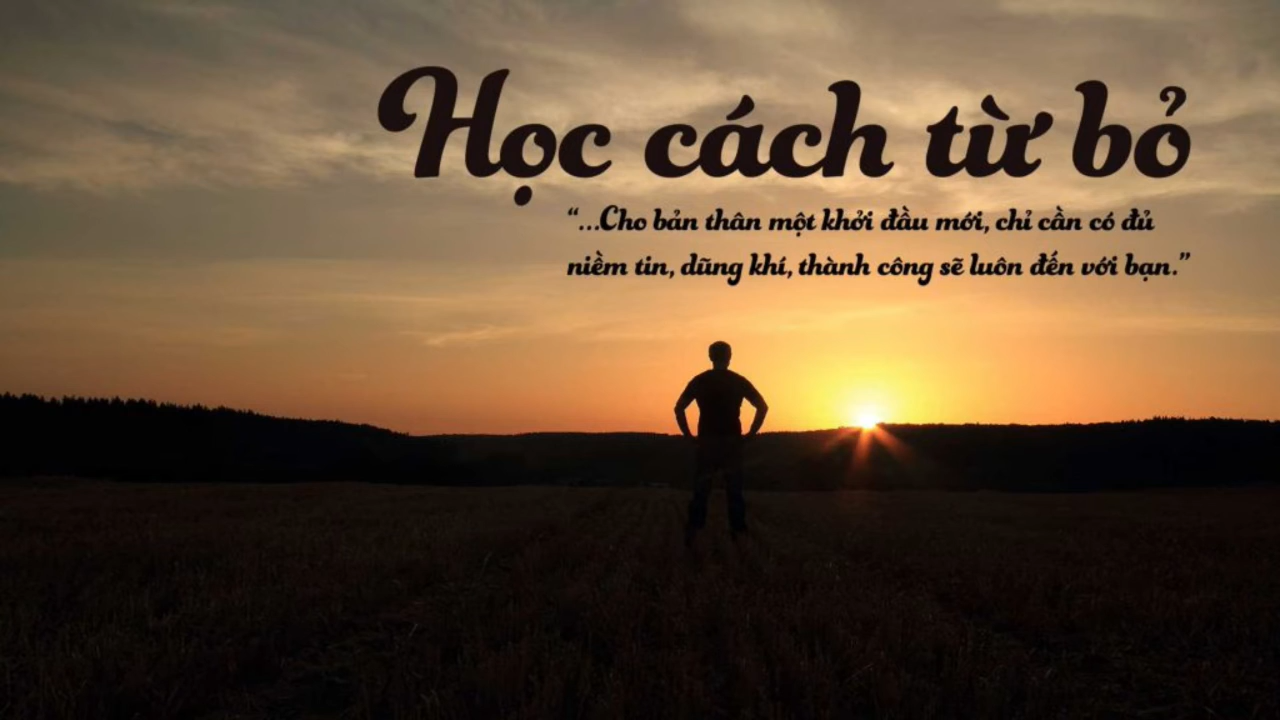 Học cách từ bỏ
“...Cho bản thân một khởi đầu mới, chỉ cần có đủ
niềm tin, dũng khí, thành công sẽ luôn đến với bạn.”